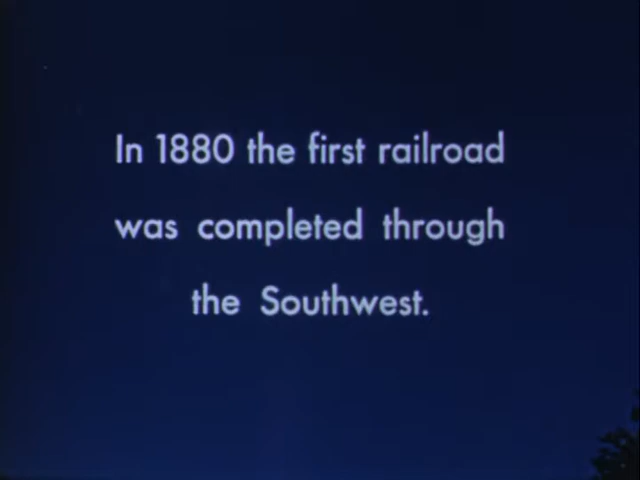 In 1880 the first railroad
was completed through
the Southwest.